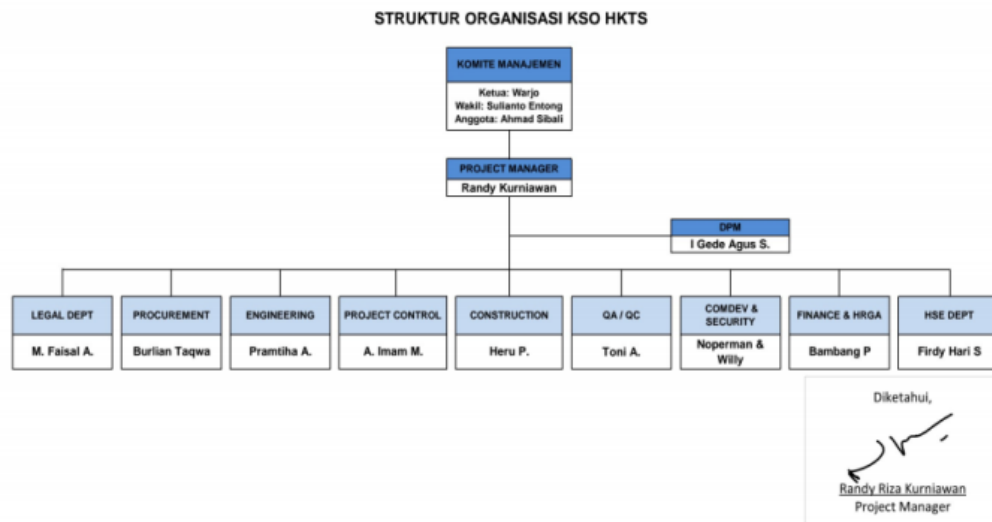 STRUKTUR ORGANISASI KSO HKTS
KOMITE MANAJEMEN
Ketua: Warjo
Wakil: Sulianto Entong
Anggota: Ahmad Sibali
PROJECT MANAGER
Randy Kurniawan
DPM
I Gede Agus S.
LEGAL DEPT
M. Faisal A.
PROCUREMENT
Burlian Taqwa
ENGINEERING
Pramtiha A.
PROJECT CONTROL
A. Imam M.
CONSTRUCTION
Heru P.
QA / QC
Toni A.
COMDEV &
SECURITY
Noperman &
Willy
FINANCE & HRGA
Bambang P
HSE DEPT
Firdy Hari S
Diketahui,
Randy Riza Kurniawan
Project Manager